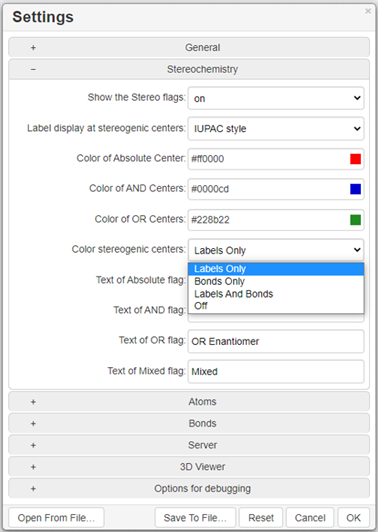 Settings ×
+ General
– Stereochemistry
Show the Stereo flags: on
Label display at stereogenic centers: IUPAC style
Color of Absolute Center: #ff0000
Color of AND Centers: #0000cd
Color of OR Centers: #228b22
Color stereogenic centers: Labels Only
Labels Only
Text of Absolute flag: Bonds Only
Labels And Bonds
Text of AND flag: Off
Text of OR flag: OR Enantiomer
Text of Mixed flag: Mixed
+ Atoms
+ Bonds
+ Server
+ 3D Viewer
+ Options for debugging
Open From File... Save To File... Reset Cancel OK